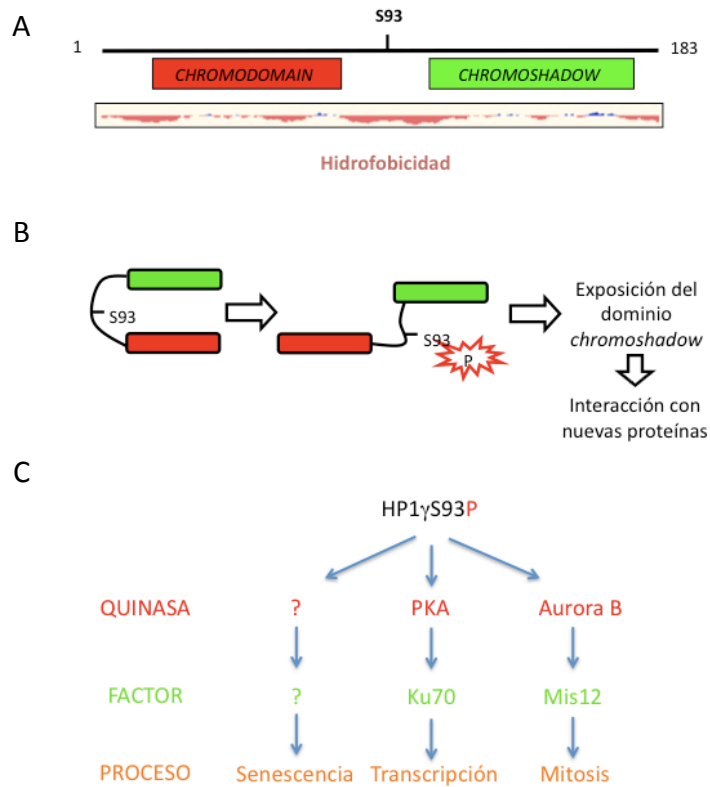 A
S93
1
183
CHROMODOMAIN
CHROMOSHADOW
Hidrofobicidad
B
S93
S93
P
Exposición del
dominio
chromoshadow
Interacción con
nuevas proteínas
C
HP1γS93P
QUINASA ? PKA Aurora B
FACTOR ? Ku70 Mis12
PROCESO Senescencia Transcripción Mitosis